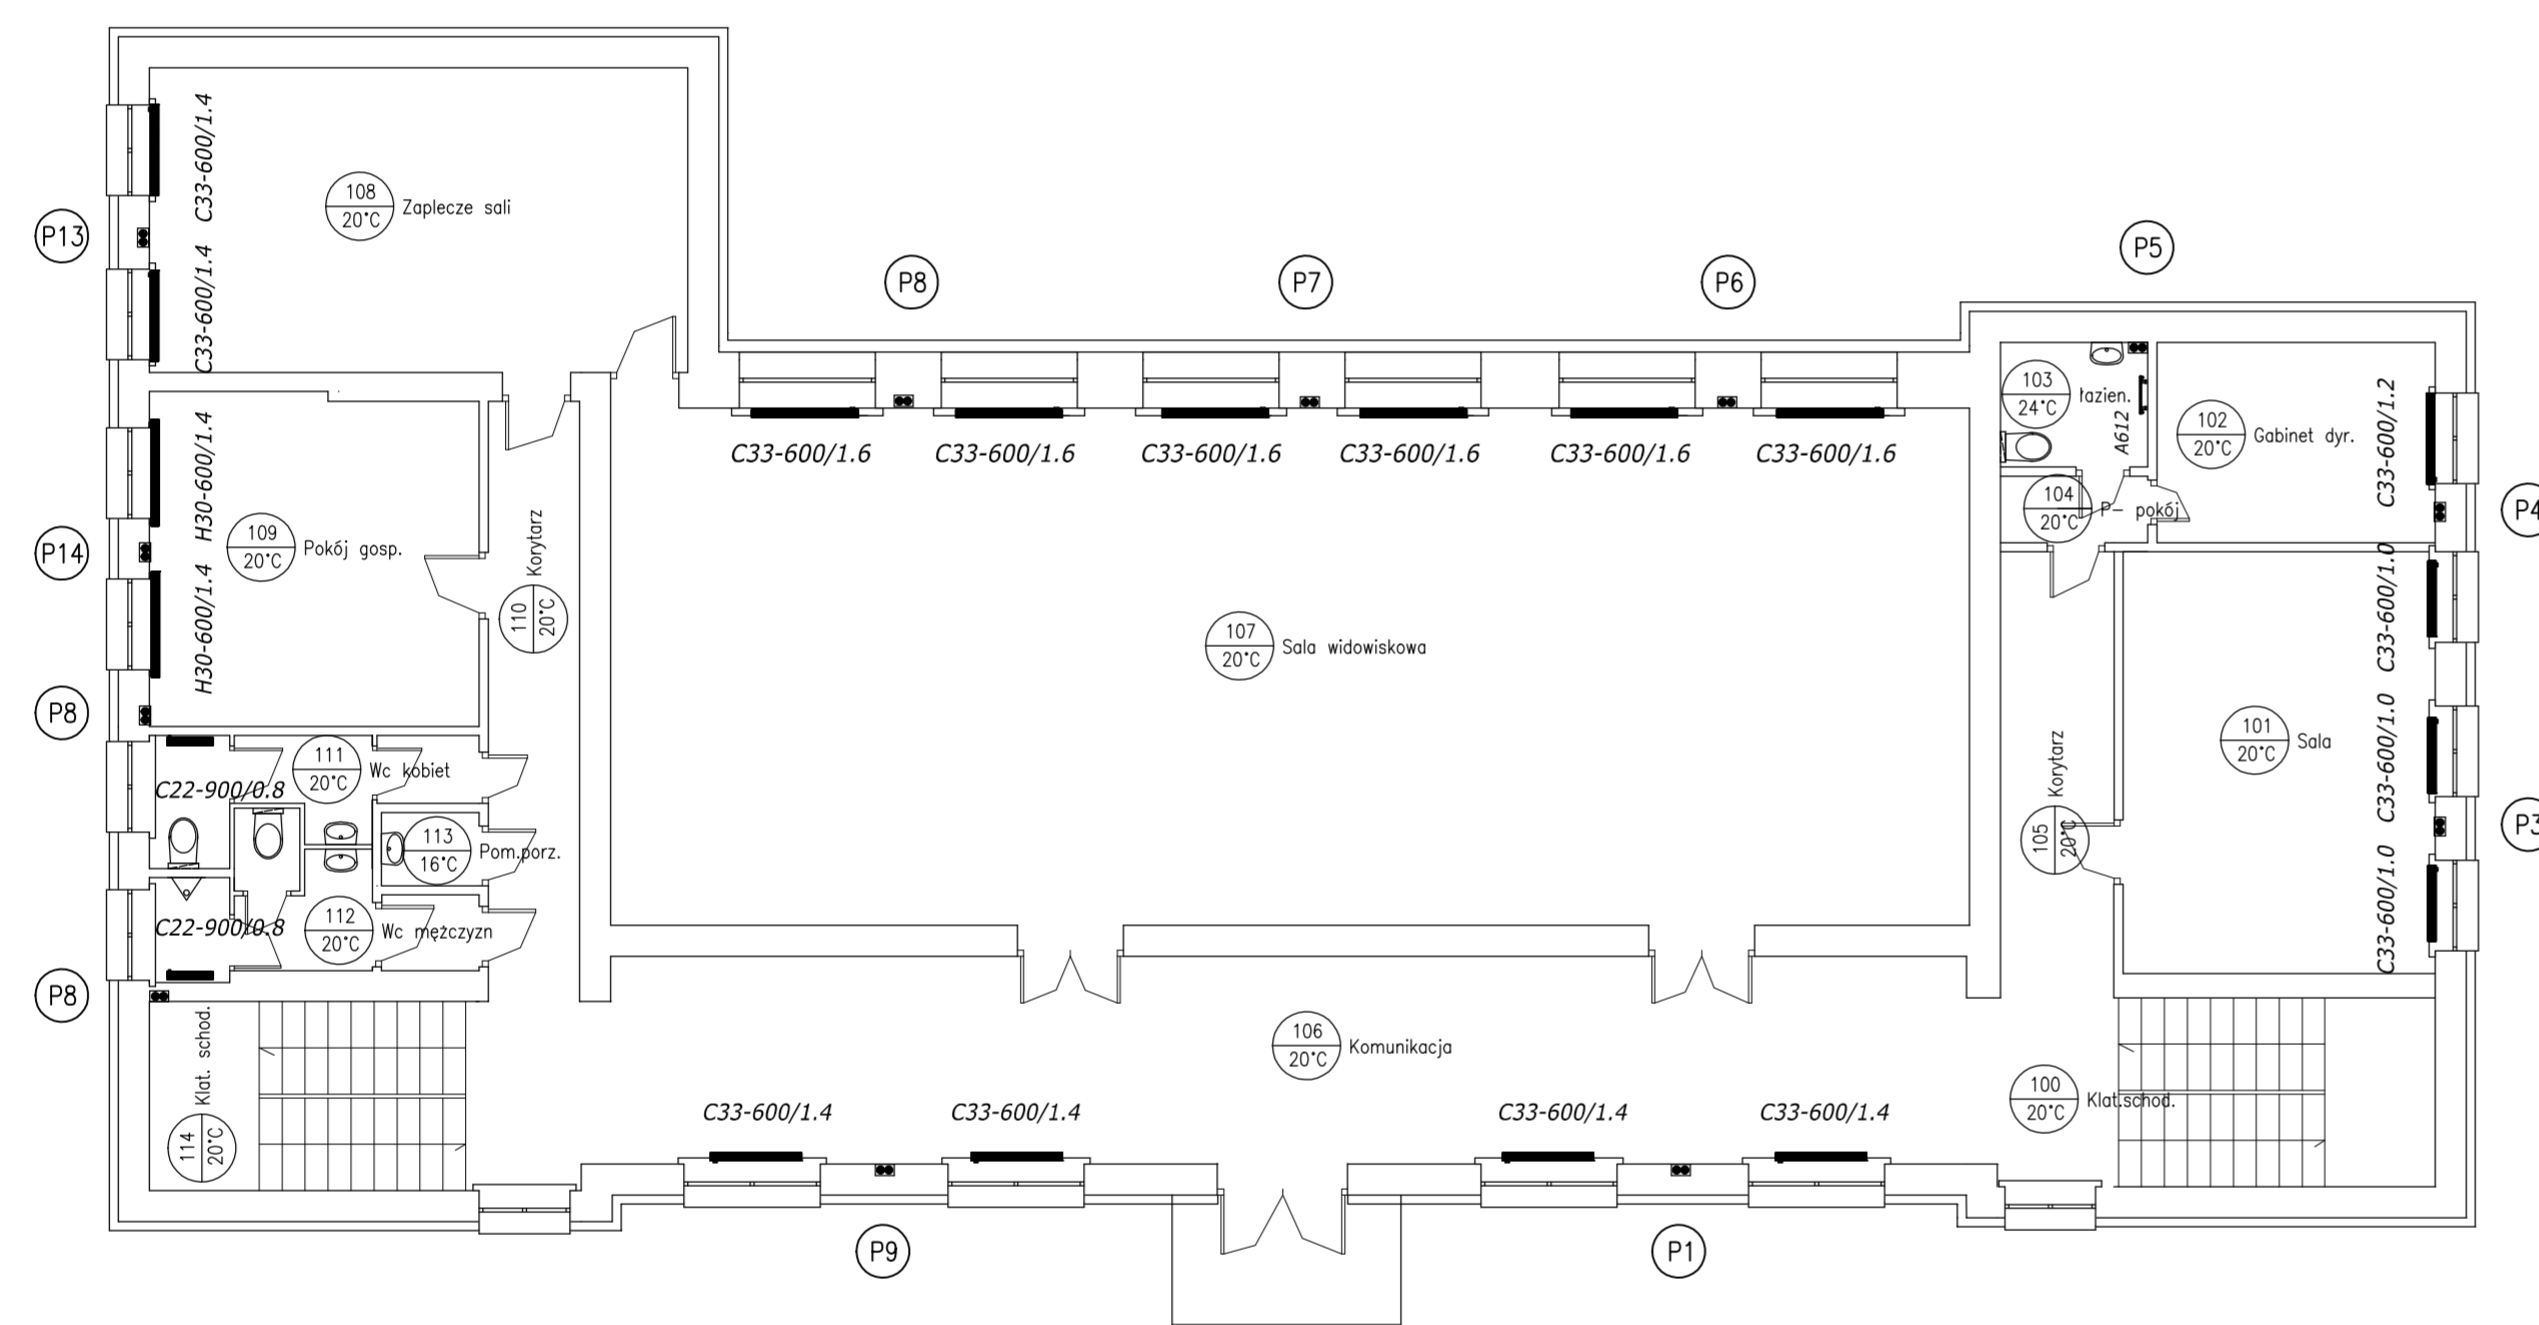 C33-600/1.4
108
20°C
Zaplecze sali
P13
C33-600/1.4
P8
P7
P6
P5
C33-600/1.6
C33-600/1.6
C33-600/1.6
C33-600/1.6
C33-600/1.6
C33-600/1.6
103
24°C
łazien.
A612
102
20°C
Gabinet dyr.
C33-600/1.2
104
20°C
P- pokój
P4
H30-600/1.4
109
20°C
Pokój gosp.
P14
H30-600/1.4
Korytarz
110
20°C
107
20°C
Sala widowiskowa
C33-600/1.0
101
20°C
Sala
C33-600/1.0
P3
C33-600/1.0
Korytarz
105
20°C
P8
111
20°C
Wc kobiet
C22-900/0.8
113
16°C
Pom.porz.
112
20°C
Wc mężczyzn
C22-900/0.8
P8
Klat. schod.
114
20°C
106
20°C
Komunikacja
100
20°C
Klat.schod.
C33-600/1.4
C33-600/1.4
C33-600/1.4
C33-600/1.4
P9
P1